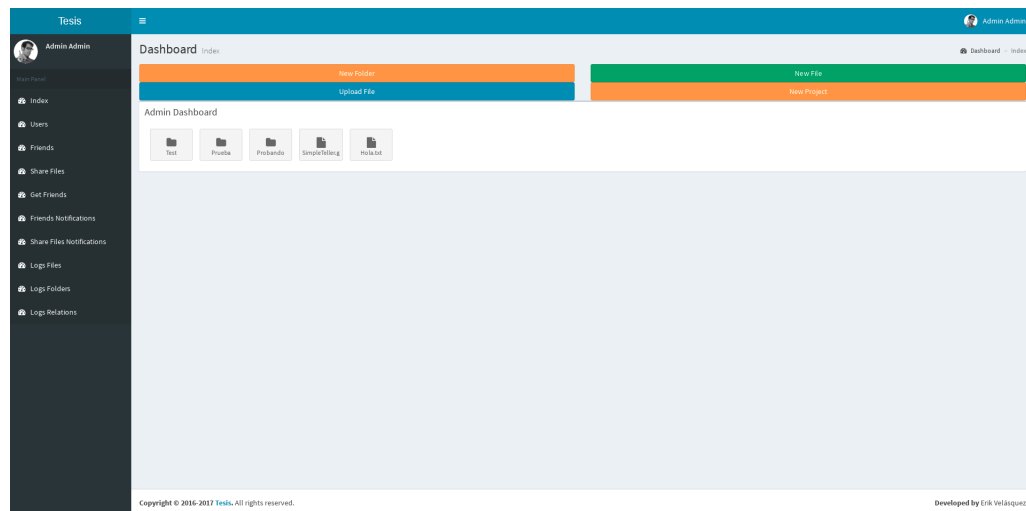 Tesis
Admin Admin
Admin Admin
Main Panel
Index
Users
Friends
Share Files
Get Friends
Friends Notifications
Share Files Notifications
Logs Files
Logs Folders
Logs Relations
Dashboard Index
Dashboard > Index
New Folder
New File
Upload File
New Project
Admin Dashboard
Test
Prueba
Probando
Hola.txt
Copyright © 2016-2017 Tesis. All rights reserved.
Developed by Erik Velásquez